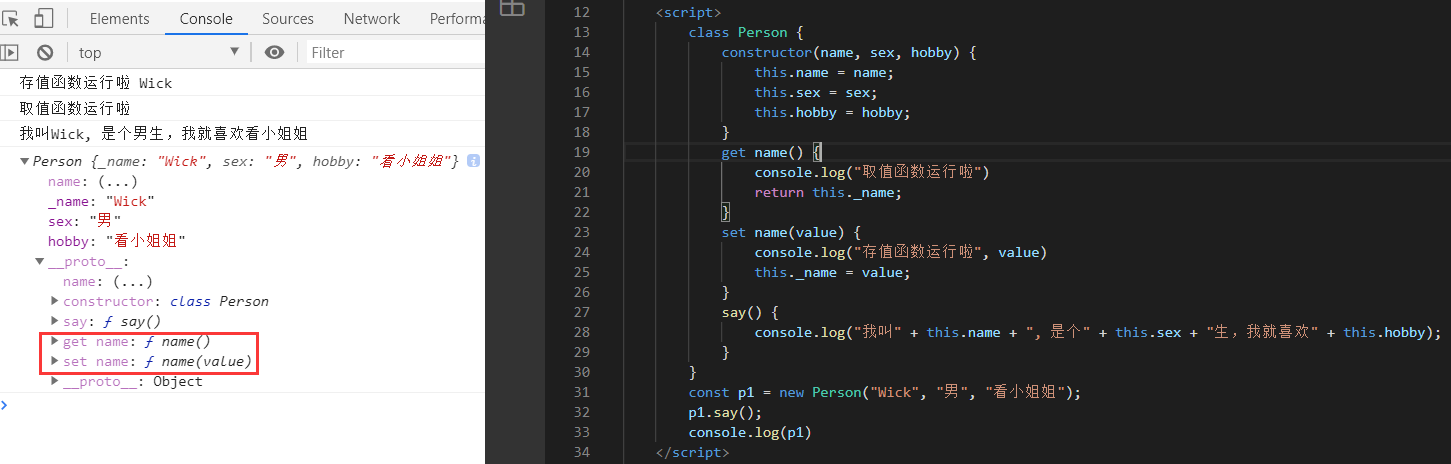 Elements Console Sources Network Performa
top Filter
存值函数运行啦 Wick
取值函数运行啦
我叫Wick, 是个男生，我就喜欢看小姐姐
Person {_name: "Wick", sex: "男", hobby: "看小姐姐"}
name: (...)
_name: "Wick"
sex: "男"
hobby: "看小姐姐"
__proto__:
name: (...)
constructor: class Person
say: ƒ say()
get name: ƒ name()
set name: ƒ name(value)
__proto__: Object
12 <script>
13 class Person {
14 constructor(name, sex, hobby) {
15 this.name = name;
16 this.sex = sex;
17 this.hobby = hobby;
18 }
19 get name() {
20 console.log("取值函数运行啦")
21 return this._name;
22 }
23 set name(value) {
24 console.log("存值函数运行啦", value)
25 this._name = value;
26 }
27 say() {
28 console.log("我叫" + this.name + ", 是个" + this.sex + "生，我就喜欢" + this.hobby);
29 }
30 }
31 const p1 = new Person("Wick", "男", "看小姐姐");
32 p1.say();
33 console.log(p1)
34 </script>